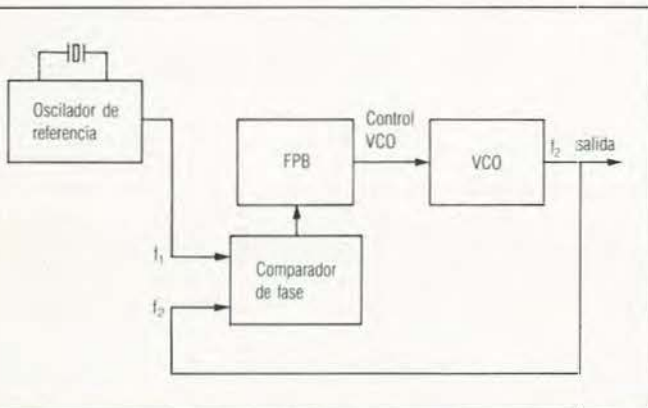 Oscilador de
referencia
Control
VCO
FPB
VCO
f₂ salida
f₁
Comparador
de fase
f₂